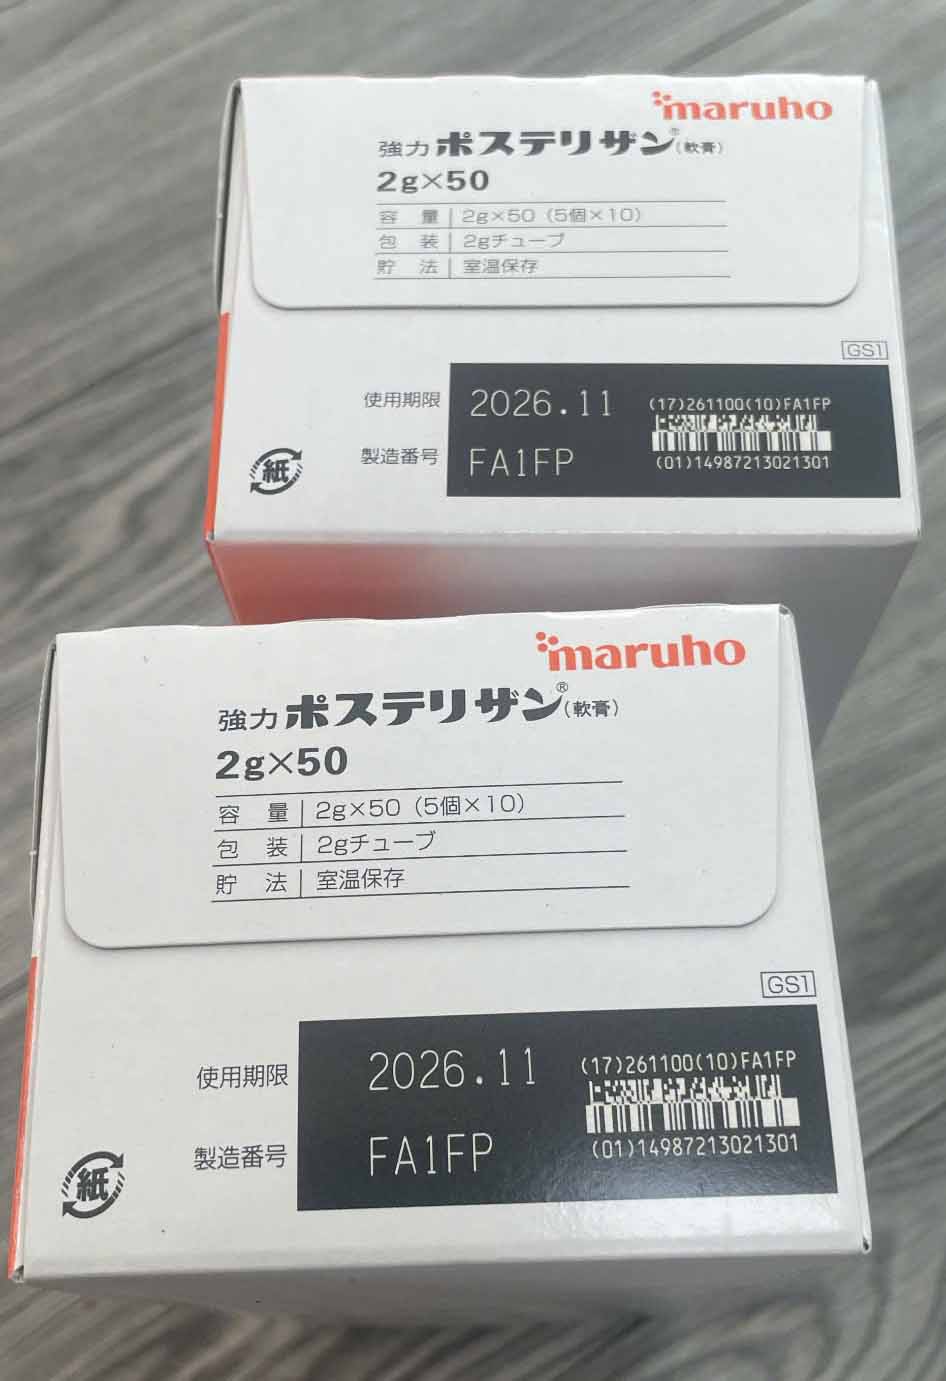 maruho
強力ポステリザン®(軟膏)
2g×50
容 量 2g×50（5個×10）
包 装 2gチューブ
貯 法 室温保存
GS1
使用期限 2026.11
製造番号 FA1FP
(17)261100(10)FA1FP
(01)14987213021301
紙
maruho
強力ポステリザン®(軟膏)
2g×50
容 量 2g×50（5個×10）
包 装 2gチューブ
貯 法 室温保存
GS1
使用期限 2026.11
製造番号 FA1FP
(17)261100(10)FA1FP
(01)14987213021301
紙